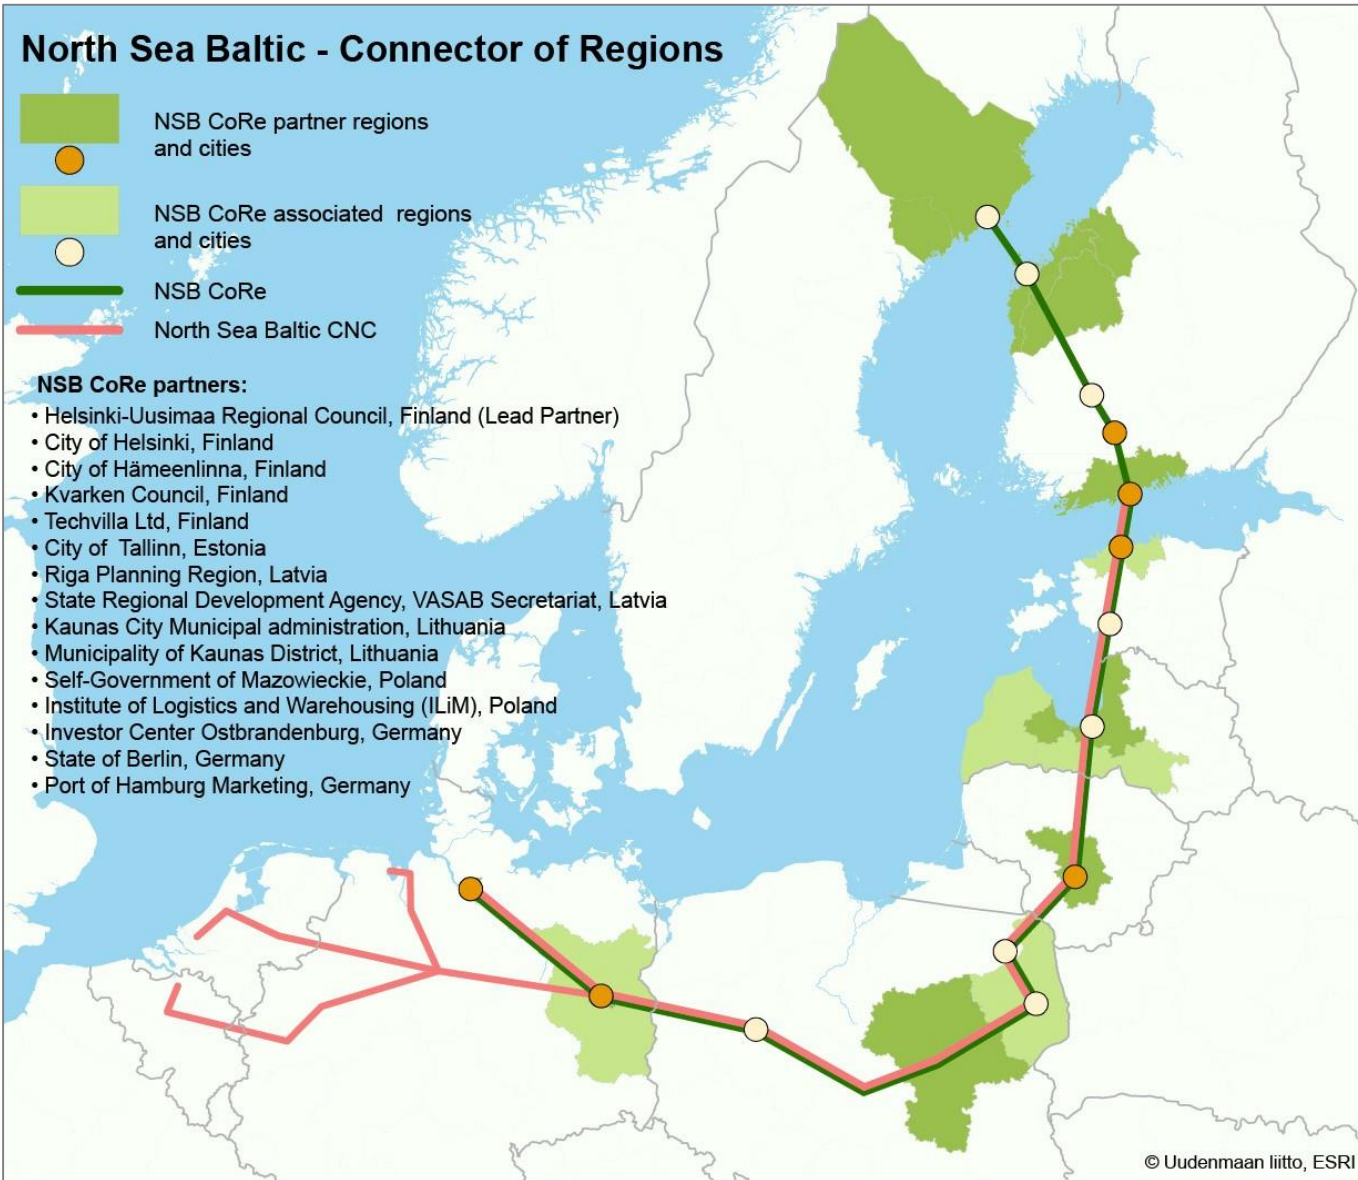 North Sea Baltic - Connector of Regions
NSB CoRe partner regions
and cities
NSB CoRe associated regions
and cities
NSB CoRe
North Sea Baltic CNC
NSB CoRe partners:
• Helsinki-Uusimaa Regional Council, Finland (Lead Partner)
• City of Helsinki, Finland
• City of Hämeenlinna, Finland
• Kvarken Council, Finland
• Techvilla Ltd, Finland
• City of Tallinn, Estonia
• Riga Planning Region, Latvia
• State Regional Development Agency, VASAB Secretariat, Latvia
• Kaunas City Municipal administration, Lithuania
• Municipality of Kaunas District, Lithuania
• Self-Government of Mazowieckie, Poland
• Institute of Logistics and Warehousing (ILiM), Poland
• Investor Center Ostbrandenburg, Germany
• State of Berlin, Germany
• Port of Hamburg Marketing, Germany
© Uudenmaan liitto, ESRI